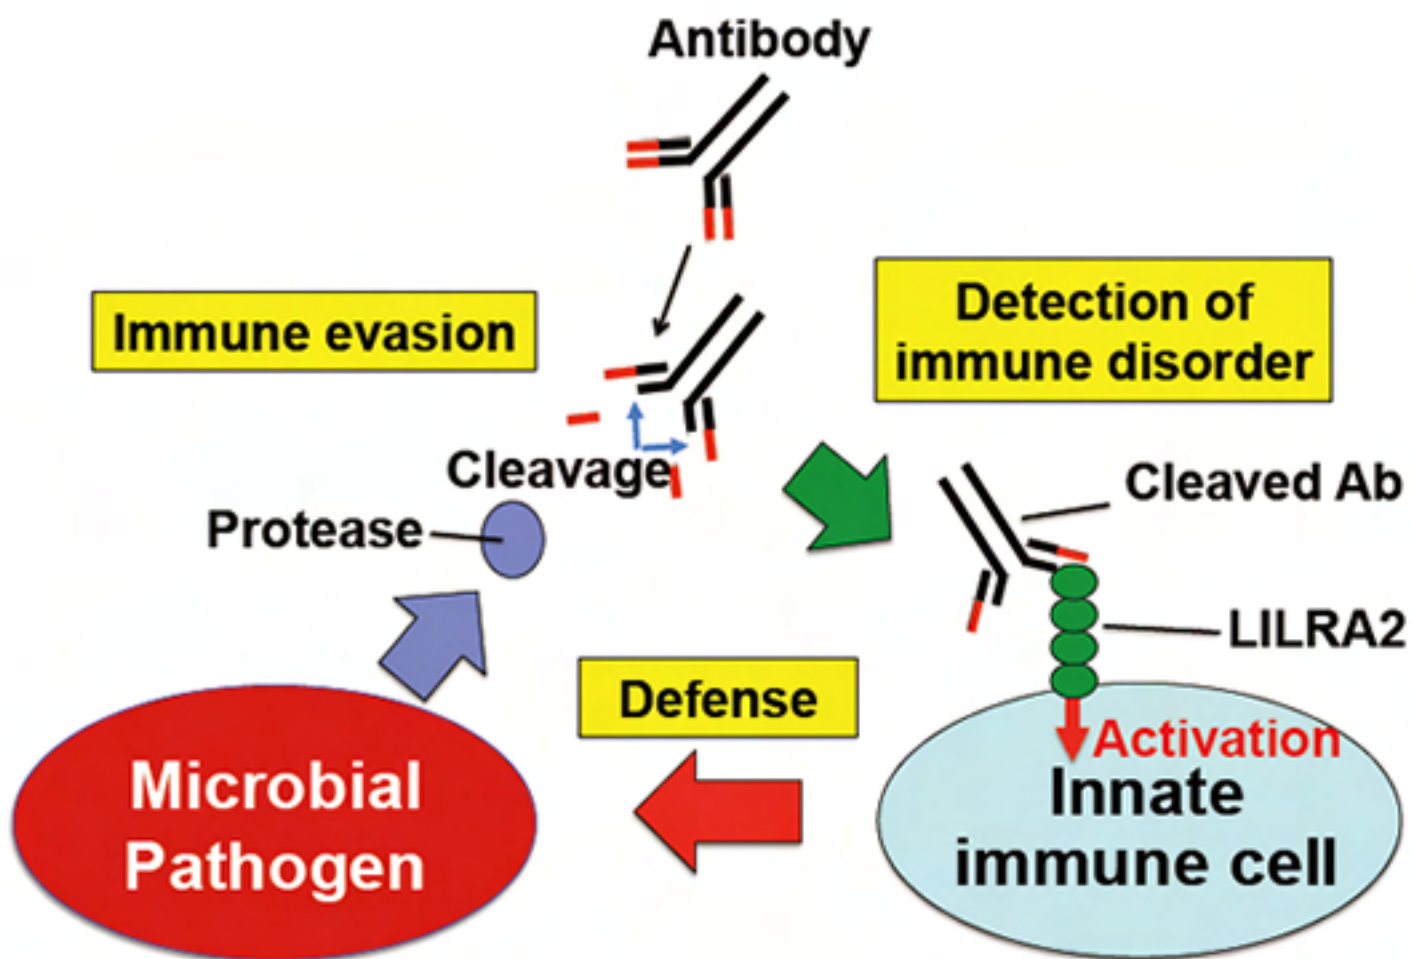 Antibody
Immune evasion
Detection of
immune disorder
Cleavage
Protease
Cleaved Ab
LILRA2
Defense
Activation
Innate
immune cell
Microbial
Pathogen